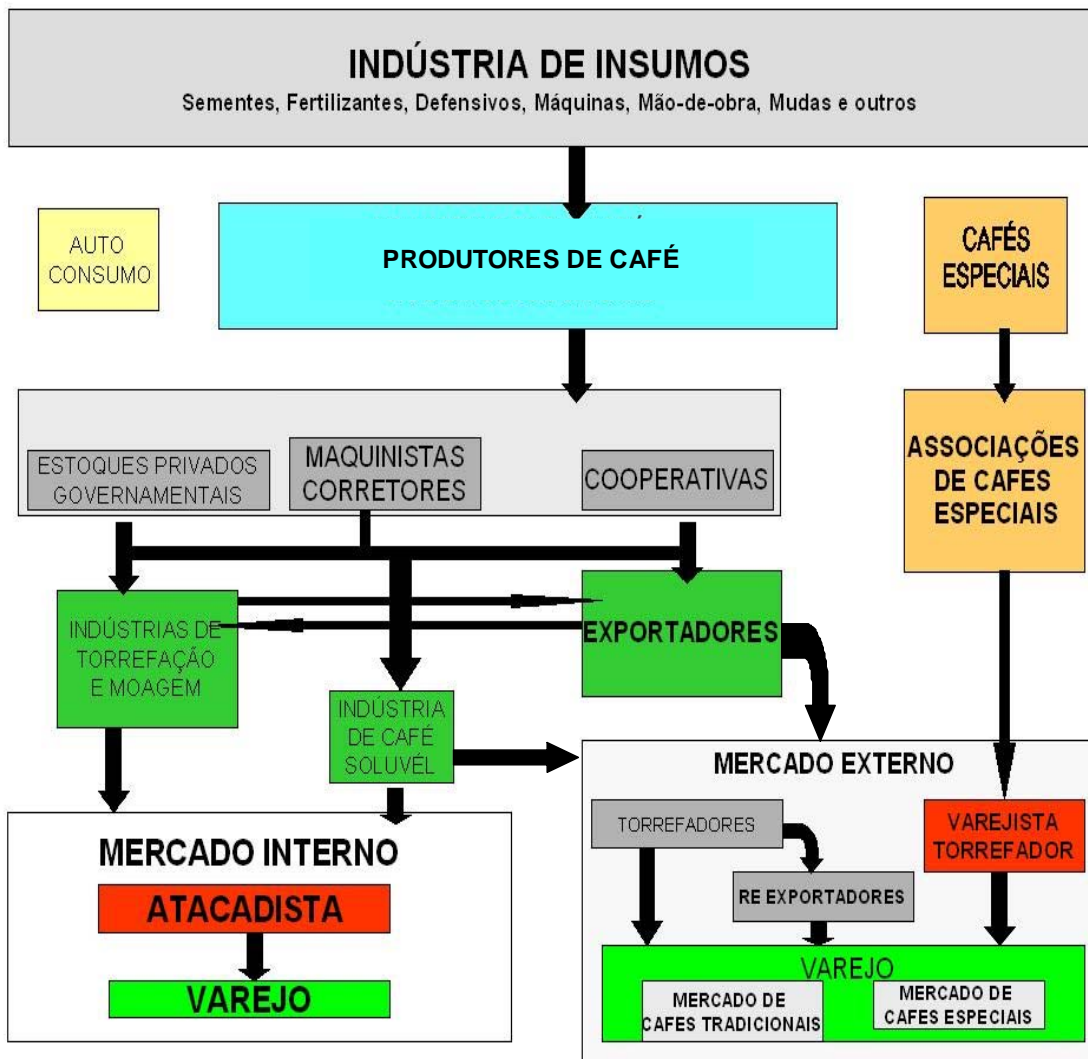 INDÚSTRIA DE INSUMOS
Sementes, Fertilizantes, Defensivos, Máquinas, Mão-de-obra, Mudas e outros
AUTO
CONSUMO
PRODUTORES DE CAFÉ
CAFÉS
ESPECIAIS
ESTOQUES PRIVADOS
GOVERNAMENTAIS
MAQUINISTAS
CORRETORES
COOPERATIVAS
ASSOCIAÇÕES
DE CAFES
ESPECIAIS
INDÚSTRIAS DE
TORREFAÇÃO
E MOAGEM
INDÚSTRIA
DE CAFÉ
SOLUVÉL
EXPORTADORES
MERCADO INTERNO
ATACADISTA
VAREJO
MERCADO EXTERNO
TORREFADORES
RE EXPORTADORES
VAREJISTA
TORREFADOR
VAREJO
MERCADO DE
CAFES TRADICIONAIS
MERCADO DE
CAFES ESPECIAIS